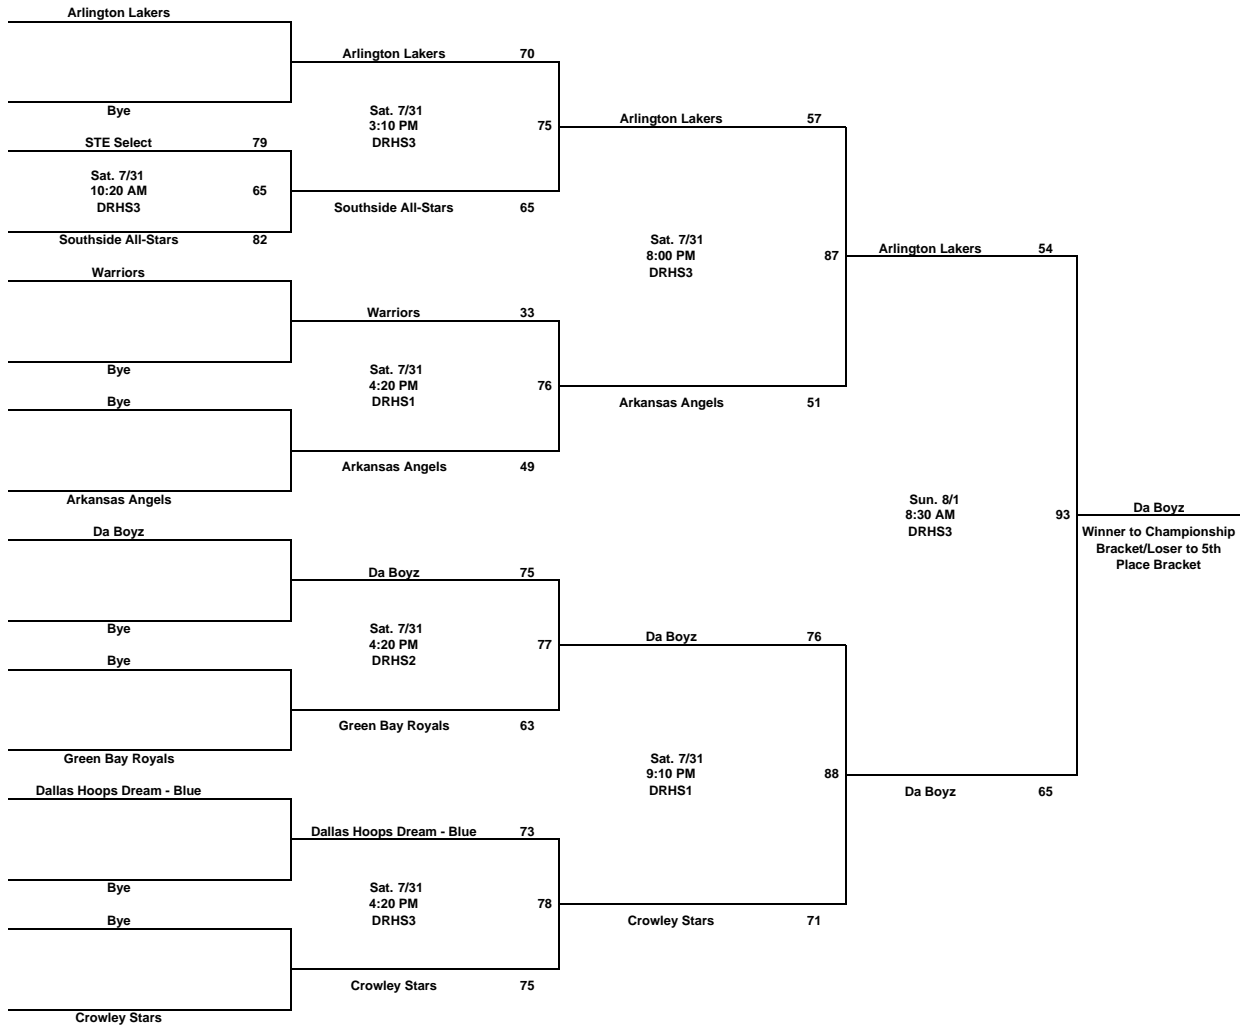 Arlington Lakers
Bye
STE Select 79
Sat. 7/31
10:20 AM 65
DRHS3
Southside All-Stars 82
Warriors
Bye
Bye
Arkansas Angels
Da Boyz
Bye
Bye
Green Bay Royals
Dallas Hoops Dream - Blue
Bye
Bye
Crowley Stars
Arlington Lakers 70
Sat. 7/31
3:10 PM 75
DRHS3
Southside All-Stars 65
Warriors 33
Sat. 7/31
4:20 PM 76
DRHS1
Arkansas Angels 49
Da Boyz 75
Sat. 7/31
4:20 PM 77
DRHS2
Green Bay Royals 63
Dallas Hoops Dream - Blue 73
Sat. 7/31
4:20 PM 78
DRHS3
Crowley Stars 75
Arlington Lakers 57
Sat. 7/31
8:00 PM 87
DRHS3
Arkansas Angels 51
Da Boyz 76
Sat. 7/31
9:10 PM 88
DRHS1
Crowley Stars 71
Arlington Lakers 54
Sun. 8/1
8:30 AM 93
DRHS3
Da Boyz 65
Da Boyz
Winner to Championship
Bracket/Loser to 5th
Place Bracket